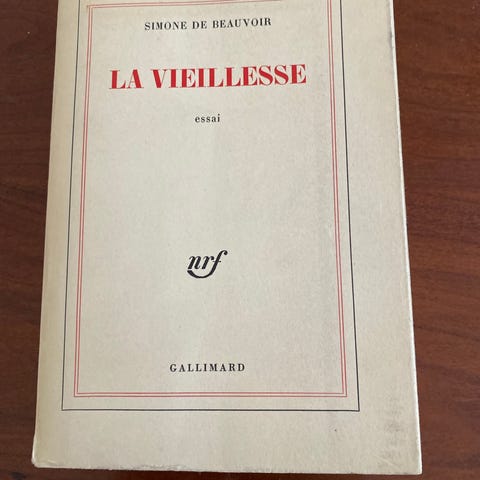 SIMONE DE BEAUVOIR
LA VIEILLESSE
essai
nrf
GALLIMARD